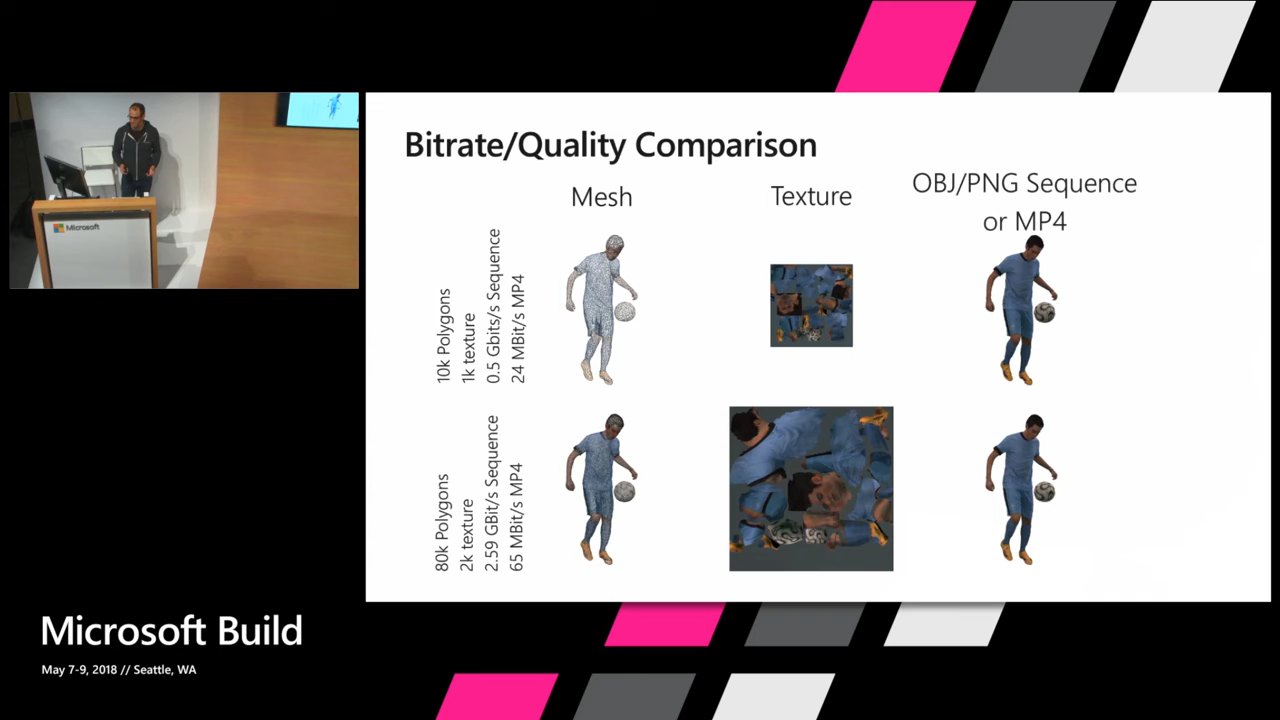 Bitrate/Quality Comparison
Mesh
Texture
OBJ/PNG Sequence
or MP4
10k Polygons
1k texture
0.5 Gbits/s Sequence
24 MBit/s MP4
80k Polygons
2k texture
2.59 GBit/s Sequence
65 MBit/s MP4
Microsoft
Microsoft Build
May 7-9, 2018 // Seattle, WA